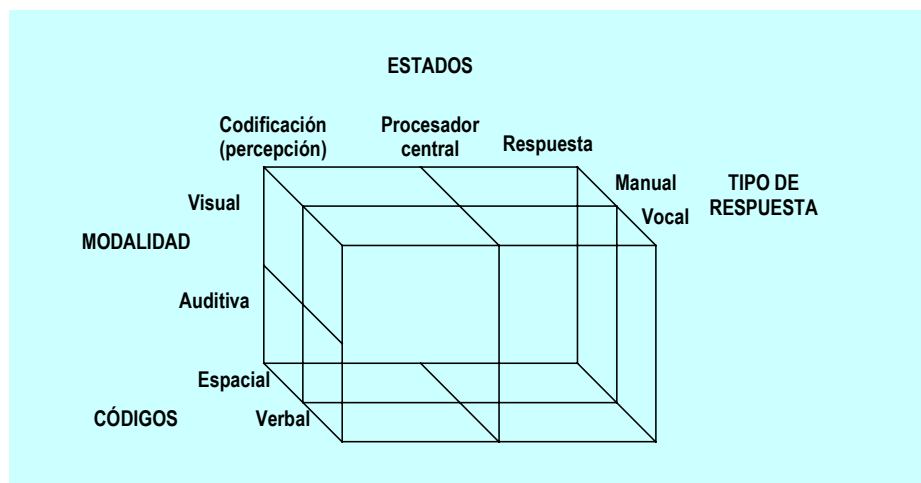 ESTADOS
Codificación
(percepción)
Procesador
central
Respuesta
Manual
Vocal
TIPO DE
RESPUESTA
Visual
MODALIDAD
Auditiva
Espacial
CÓDIGOS
Verbal